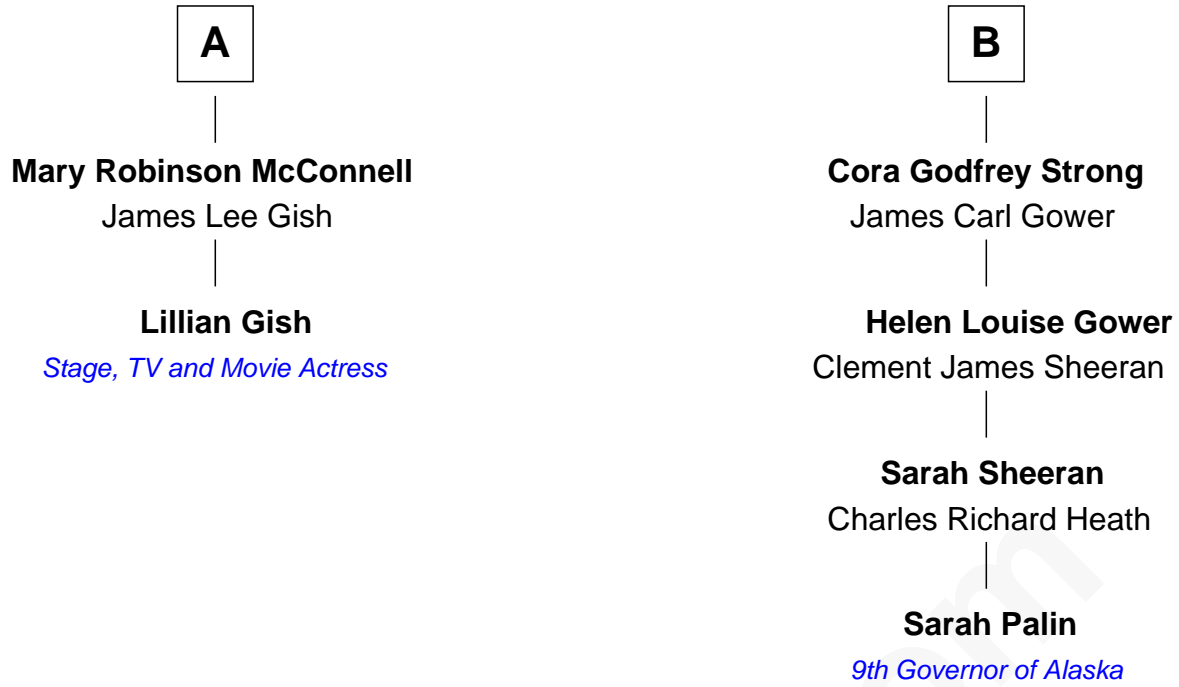 A
Mary Robinson McConnell
James Lee Gish
Lillian Gish
Stage, TV and Movie Actress
B
Cora Godfrey Strong
James Carl Gower
Helen Louise Gower
Clement James Sheeran
Sarah Sheeran
Charles Richard Heath
Sarah Palin
9th Governor of Alaska